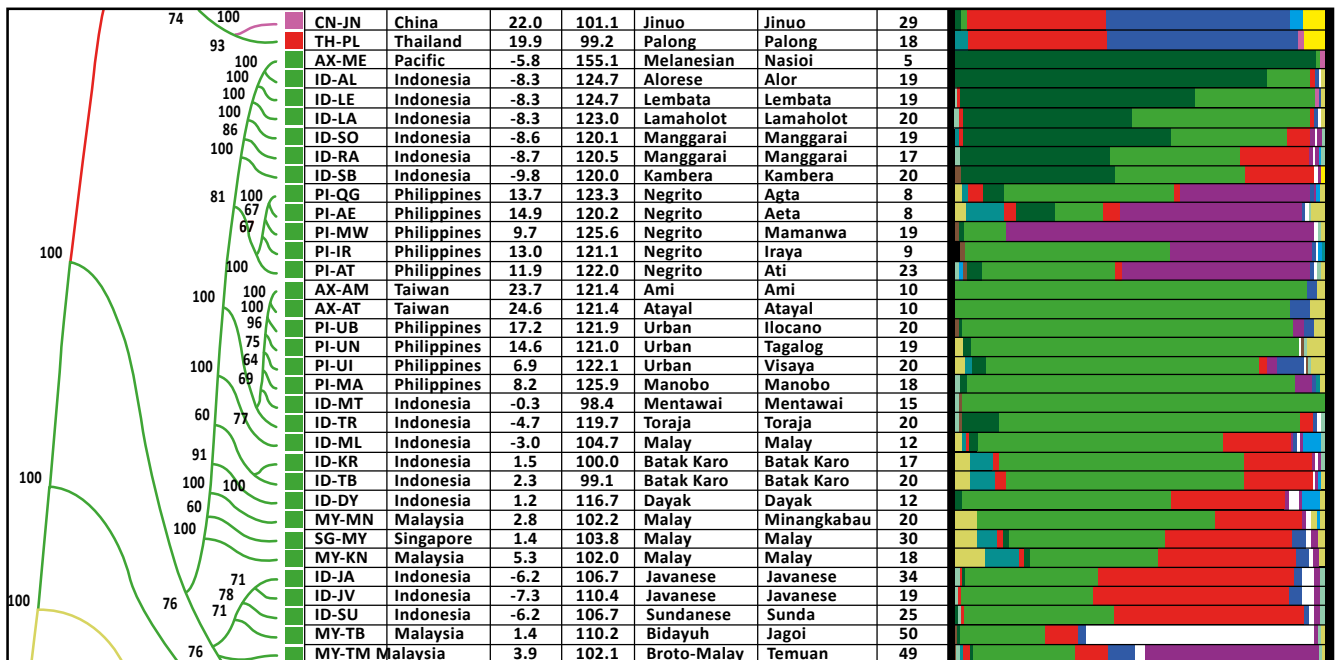 74 100 CN-JN China 22.0 101.1 Jinuo Jinuo 29
93 TH-PL Thailand 19.9 99.2 Palong Palong 18
100 AX-ME Pacific -5.8 155.1 Melanesian Nasioi 5
100 ID-AL Indonesia -8.3 124.7 Alorese Alor 19
100 ID-LE Indonesia -8.3 124.7 Lembata Lembata 19
100 ID-LA Indonesia -8.3 123.0 Lamaholot Lamaholot 20
86 ID-SO Indonesia -8.6 120.1 Manggarai Manggarai 19
100 ID-RA Indonesia -8.7 120.5 Manggarai Manggarai 17
ID-SB Indonesia -9.8 120.0 Kambera Kambera 20
81 100 PI-QG Philippines 13.7 123.3 Negrito Agta 8
67 PI-AE Philippines 14.9 120.2 Negrito Aeta 8
67 PI-MW Philippines 9.7 125.6 Negrito Mamanwa 19
100 PI-IR Philippines 13.0 121.1 Negrito Iraya 9
100 PI-AT Philippines 11.9 122.0 Negrito Ati 23
100 100 AX-AM Taiwan 23.7 121.4 Ami Ami 10
100 AX-AT Taiwan 24.6 121.4 Atayal Atayal 10
96 PI-UB Philippines 17.2 121.9 Urban Ilocano 20
75 PI-UN Philippines 14.6 121.0 Urban Tagalog 19
100 64 PI-UI Philippines 6.9 122.1 Urban Visaya 20
69 PI-MA Philippines 8.2 125.9 Manobo Manobo 18
ID-MT Indonesia -0.3 98.4 Mentawai Mentawai 15
60 77 ID-TR Indonesia -4.7 119.7 Toraja Toraja 20
ID-ML Indonesia -3.0 104.7 Malay Malay 12
91 ID-KR Indonesia 1.5 100.0 Batak Karo Batak Karo 17
100 100 100 ID-TB Indonesia 2.3 99.1 Batak Karo Batak Karo 20
60 ID-DY Indonesia 1.2 116.7 Dayak Dayak 12
100 MY-MN Malaysia 2.8 102.2 Malay Minangkabau 20
SG-MY Singapore 1.4 103.8 Malay Malay 30
MY-KN Malaysia 5.3 102.0 Malay Malay 18
71 ID-JA Indonesia -6.2 106.7 Javanese Javanese 34
100 76 78 ID-JV Indonesia -7.3 110.4 Javanese Javanese 19
71 ID-SU Indonesia -6.2 106.7 Sundanese Sunda 25
MY-TB Malaysia 1.4 110.2 Bidayuh Jagoi 50
76 MY-TM Malaysia 3.9 102.1 Broto-Malay Temuan 49